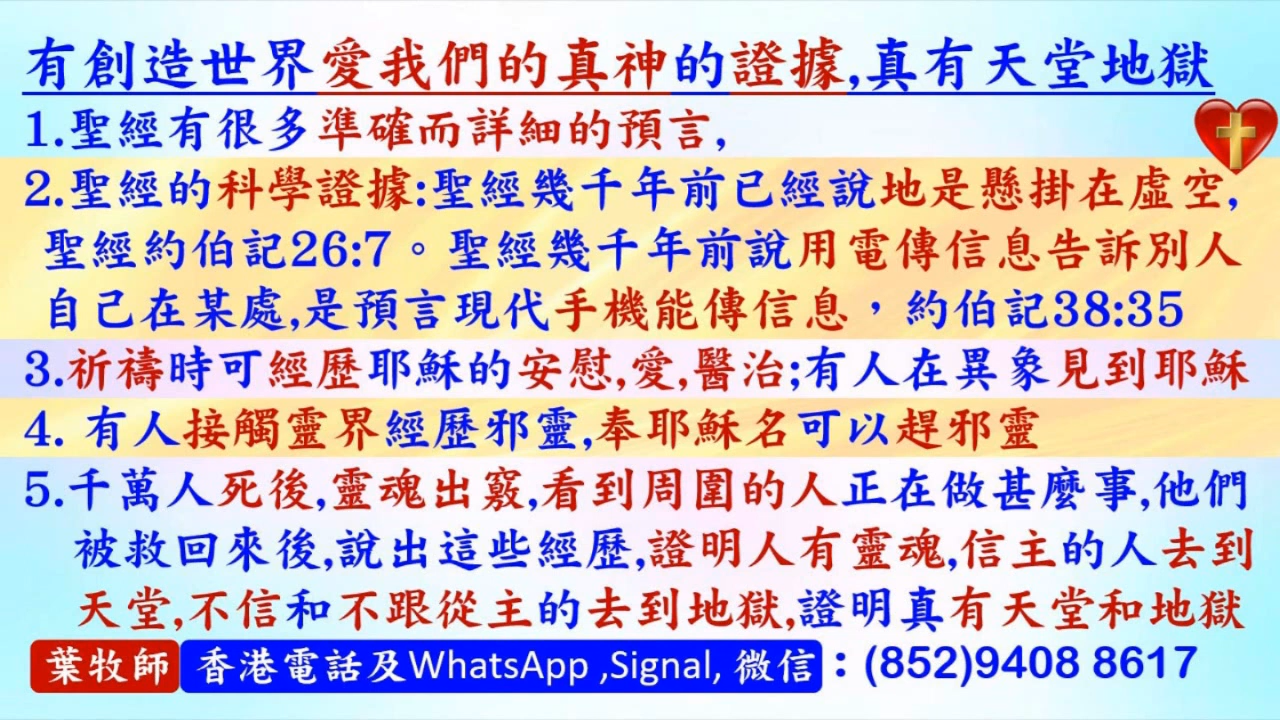 有創造世界愛我們的真神的證據,真有天堂地獄
1.聖經有很多準確而詳細的預言,
2.聖經的科學證據:聖經幾千年前已經說地是懸掛在虛空,
聖經約伯記26:7。聖經幾千年前說用電傳信息告訴別人
自己在某處,是預言現代手機能傳信息，約伯記38:35
3.祈禱時可經歷耶穌的安慰,愛,醫治;有人在異象見到耶穌
4. 有人接觸靈界經歷邪靈,奉耶穌名可以趕邪靈
5.千萬人死後,靈魂出竅,看到周圍的人正在做甚麼事,他們
被救回來後,說出這些經歷,證明人有靈魂,信主的人去到
天堂,不信和不跟從主的去到地獄,證明真有天堂和地獄
葉牧師 香港電話及WhatsApp ,Signal, 微信：(852)9408 8617